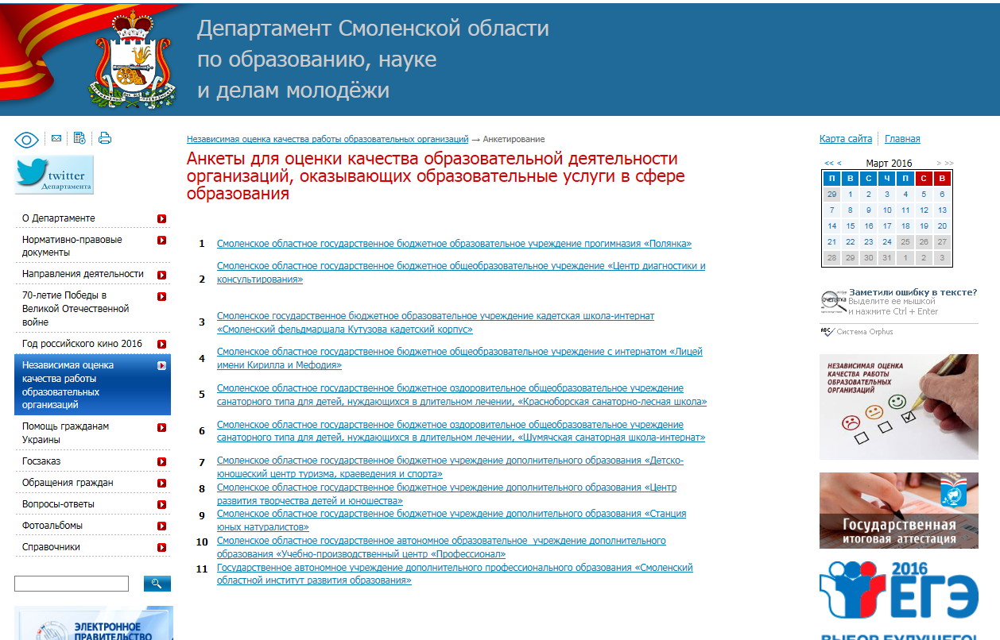 Департамент Смоленской области
по образованию, науке
и делам молодёжи
twitter
Департамента
О Департаменте
Нормативно-правовые
документы
Направления деятельности
70-летие Победы в
Великой Отечественной
войне
Год российского кино 2016
Независимая оценка
качества работы
образовательных
организаций
Помощь гражданам
Украины
Госзаказ
Обращения граждан
Вопросы-ответы
Фотоальбомы
Справочники
ЭЛЕКТРОННОЕ
ПРАВИТЕЛЬСТВО
Независимая оценка качества работы образовательных организаций → Анкетирование
Анкеты для оценки качества образовательной деятельности
организаций, оказывающих образовательные услуги в сфере
образования
1 Смоленское областное государственное бюджетное образовательное учреждение прогимназия «Полянка»
Смоленское областное государственное бюджетное общеобразовательное учреждение «Центр диагностики и
2 консультирования»
3 Смоленское государственное бюджетное образовательное учреждение кадетская школа-интернат
«Смоленский фельдмаршала Кутузова кадетский корпус»
4 Смоленское областное государственное бюджетное общеобразовательное учреждение с интернатом «Лицей
имени Кирилла и Мефодия»
5 Смоленское областное государственное бюджетное оздоровительное общеобразовательное учреждение
санаторного типа для детей, нуждающихся в длительном лечении, «Красноборская санаторно-лесная школа»
6 Смоленское областное государственное бюджетное оздоровительное общеобразовательное учреждение
санаторного типа для детей, нуждающихся в длительном лечении, «Шумячская санаторная школа-интернат»
7 Смоленское областное государственное бюджетное учреждение дополнительного образования «Детско-
юношеский центр туризма, краеведения и спорта»
8 Смоленское областное государственное бюджетное учреждение дополнительного образования «Центр
развития творчества детей и юношества»
9 Смоленское областное государственное бюджетное учреждение дополнительного образования «Станция
юных натуралистов»
10 Смоленское областное государственное автономное образовательное учреждение дополнительного
образования «Учебно-производственный центр «Профессионал»
11 Государственное автономное учреждение дополнительного профессионального образования «Смоленский
областной институт развития образования»
Карта сайта Главная
<< < Март 2016 > >>
П В С Ч П С В
29 1 2 3 4 5 6
7 8 9 10 11 12 13
14 15 16 17 18 19 20
21 22 23 24 25 26 27
28 29 30 31 1 2 3
опечатка
Заметили ошибку в тексте?
Выделите ее мышкой
и нажмите Ctrl + Enter
ABC Система Orphus
НЕЗАВИСИМАЯ ОЦЕНКА
КАЧЕСТВА РАБОТЫ
ОБРАЗОВАТЕЛЬНЫХ
ОРГАНИЗАЦИЙ
Государственная
итоговая аттестация
2016
ЕГЭ
ВЫБОР БУДУЩЕГО!